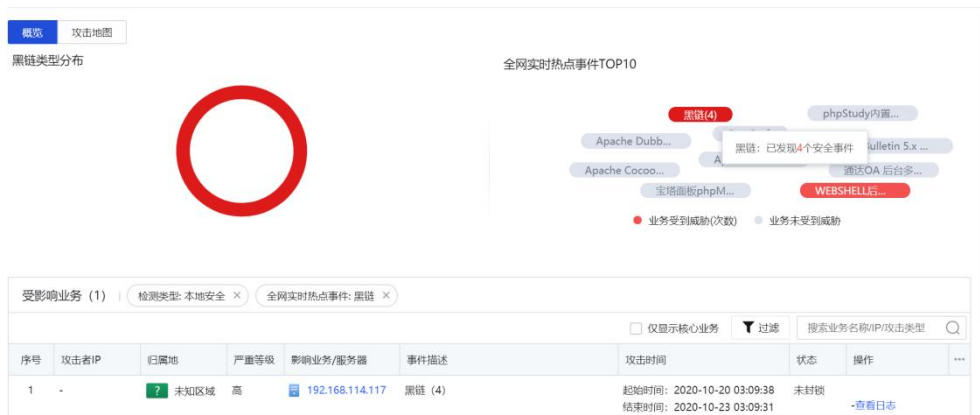 概览 攻击地图
黑链类型分布
全网实时热点事件TOP10
黑链(4)
phpStudy内置...
Apache Dubb...
黑链：已发现4个安全事件
ulletin 5.x ...
Apache Cocoo...
通达OA 后台多...
宝塔面板phpM...
WEBSHELL后...
业务受到威胁(次数) 业务未受到威胁
受影响业务（1） 检测类型: 本地安全 × 全网实时热点事件: 黑链 ×
仅显示核心业务 过滤 搜索业务名称/IP/攻击类型
序号 攻击者IP 归属地 严重等级 影响业务/服务器 事件描述 攻击时间 状态 操作 ...
1 - ? 未知区域 高 192.168.114.117 黑链（4） 起始时间：2020-10-20 03:09:38 未封锁
结束时间：2020-10-23 03:09:31 -查看日志